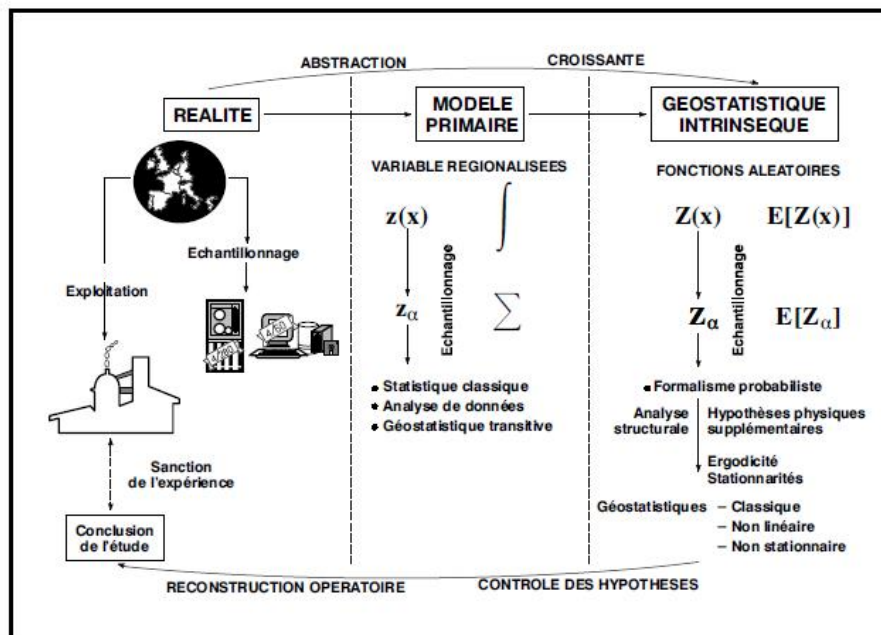 ABSTRACTION
CROISSANTE
REALITE
MODÈLE
PRIMAIRE
GEOSTATISTIQUE
INTRINSEQUE
VARIABLE REGIONALISEES
FONCTIONS ALEATOIRES
z(x)
∫
Z(x)
E[Z(x)]
Echantillonnage
Exploitation
Echantillonnage
Echantillonnage
zα
∑
Zα
E[Zα]
• Statistique classique
• Analyse de données
• Géostatistique transitive
• Formalisme probabiliste
Analyse
structurale
Hypothèses physiques
supplémentaires
Ergodicité
Stationnarités
Sanction
de l'expérience
Géostatistiques
– Classique
– Non linéaire
– Non stationnaire
Conclusion
de l'étude
RECONSTRUCTION OPERATOIRE
CONTROLE DES HYPOTHESES